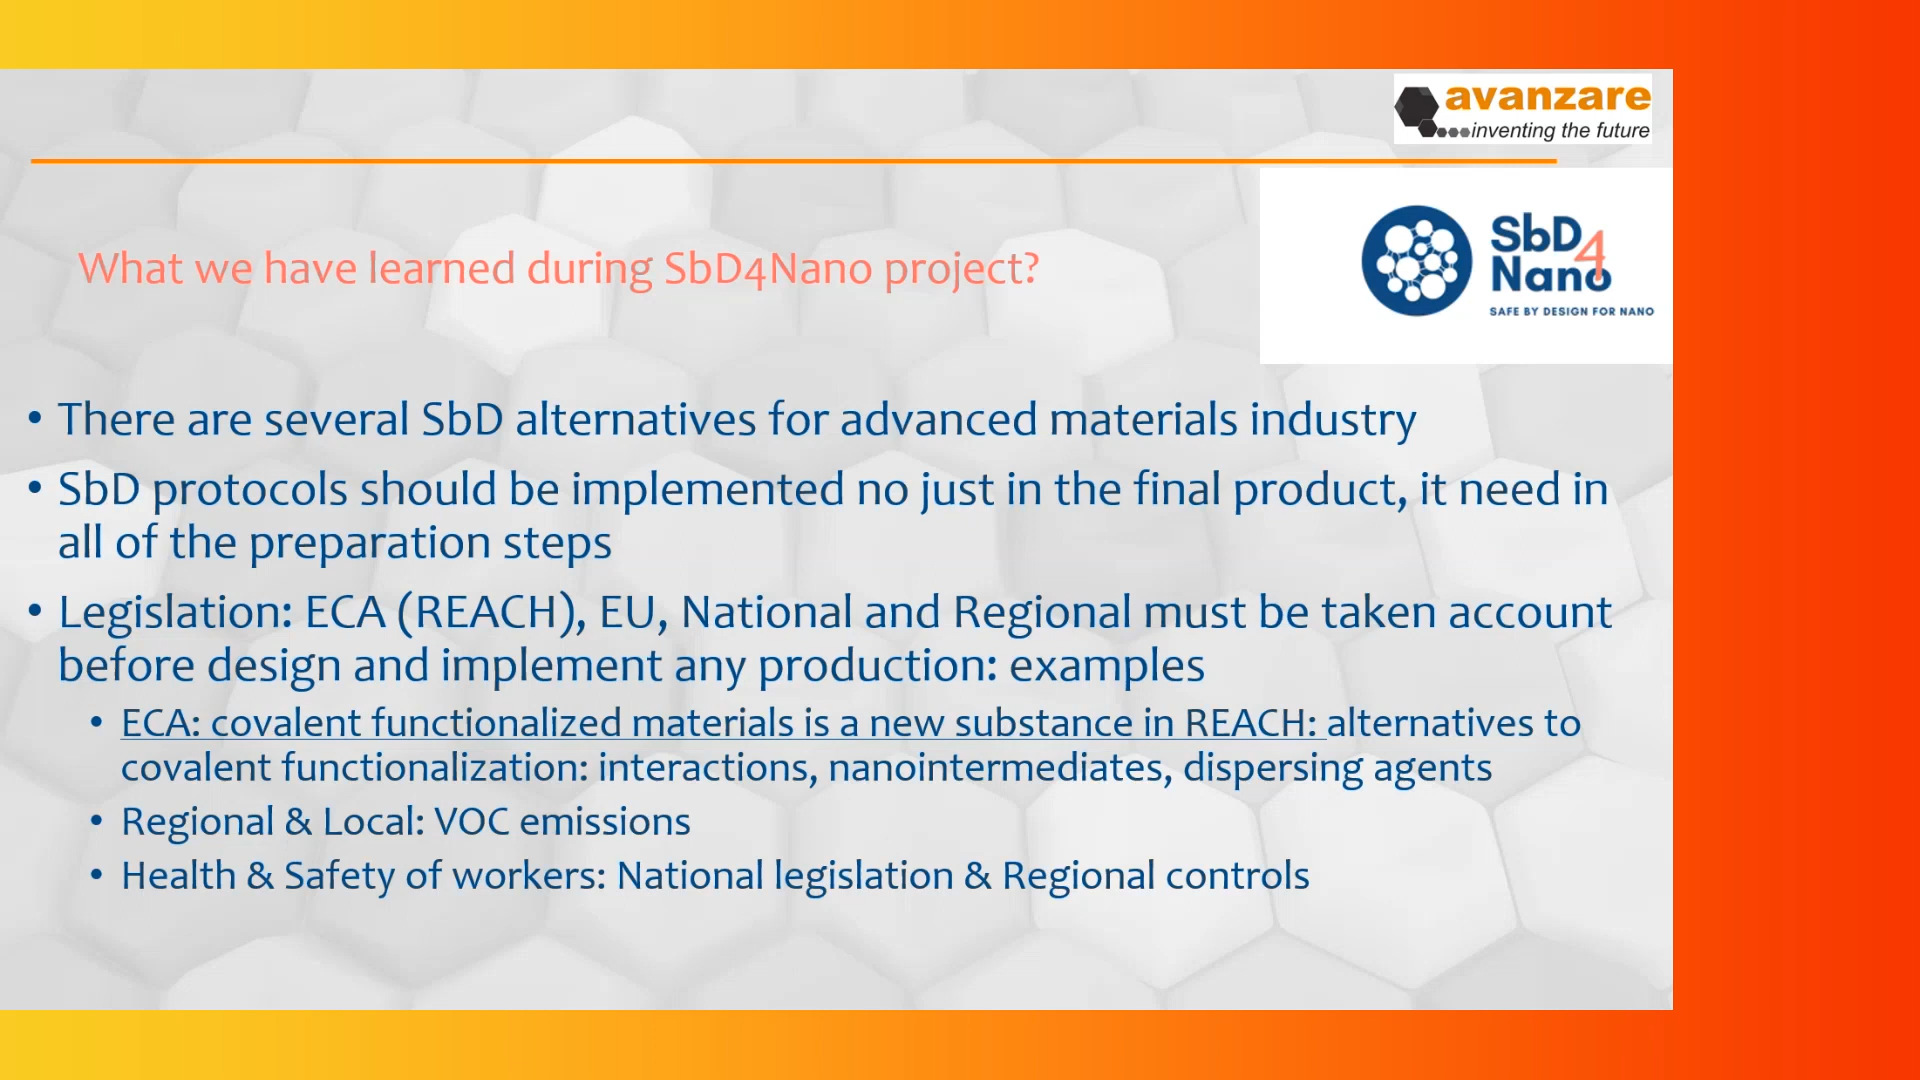 avanzare
inventing the future
SbD4
Nano
SAFE BY DESIGN FOR NANO
What we have learned during SbD4Nano project?
• There are several SbD alternatives for advanced materials industry
• SbD protocols should be implemented no just in the final product, it need in
all of the preparation steps
• Legislation: ECA (REACH), EU, National and Regional must be taken account
before design and implement any production: examples
• ECA: covalent functionalized materials is a new substance in REACH: alternatives to
covalent functionalization: interactions, nanointermediates, dispersing agents
• Regional & Local: VOC emissions
• Health & Safety of workers: National legislation & Regional controls